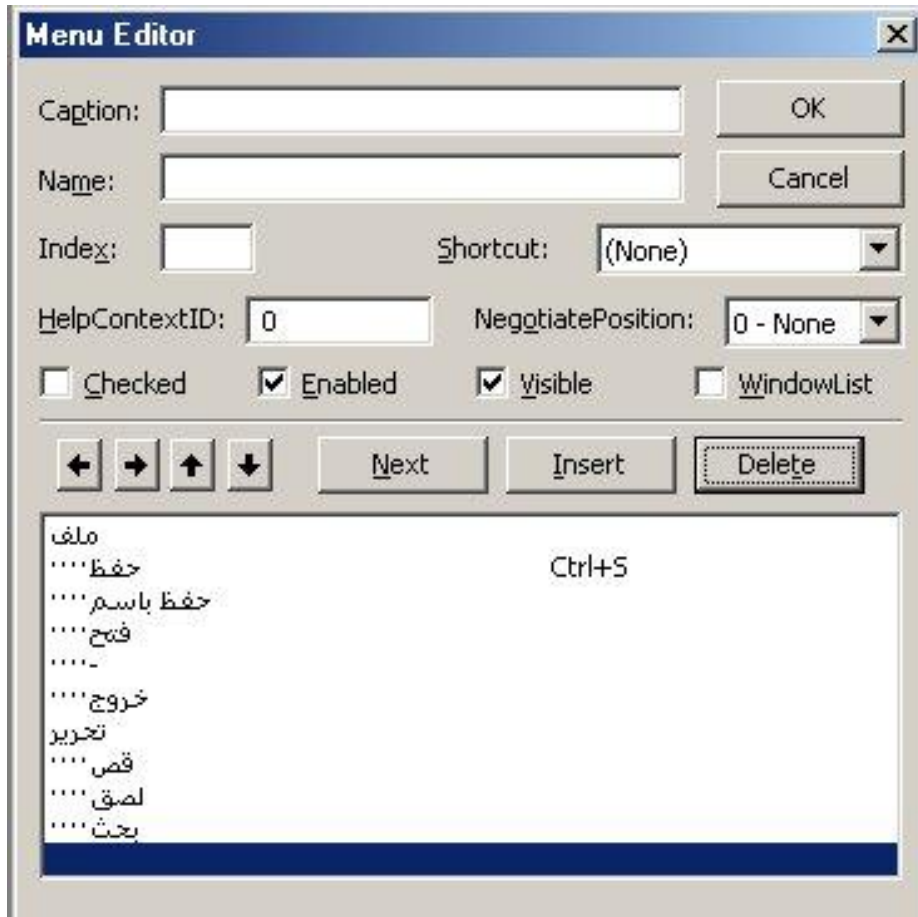 Menu Editor
Caption:
OK
Name:
Cancel
Index:
Shortcut: (None)
HelpContextID: 0
NegotiatePosition: 0 - None
Checked Enabled Visible WindowList
Next Insert Delete
ملف
····حفظ Ctrl+S
····حفظ باسم
····فتح
····-
····خروج
تحرير
····قص
····لصق
····بحث